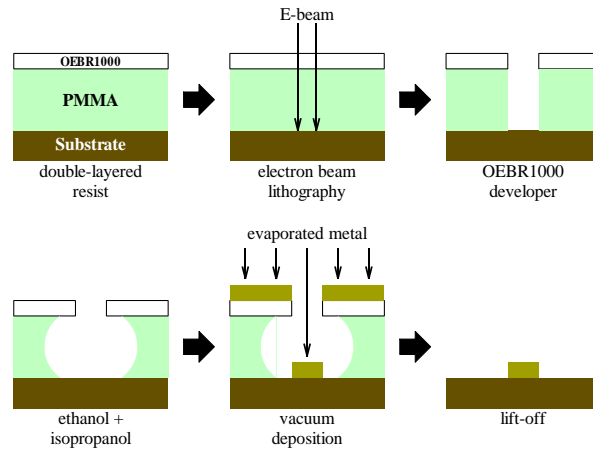 E-beam
OEBR1000
PMMA
Substrate
double-layered
resist
electron beam
lithography
OEBR1000
developer
evaporated metal
ethanol +
isopropanol
vacuum
deposition
lift-off